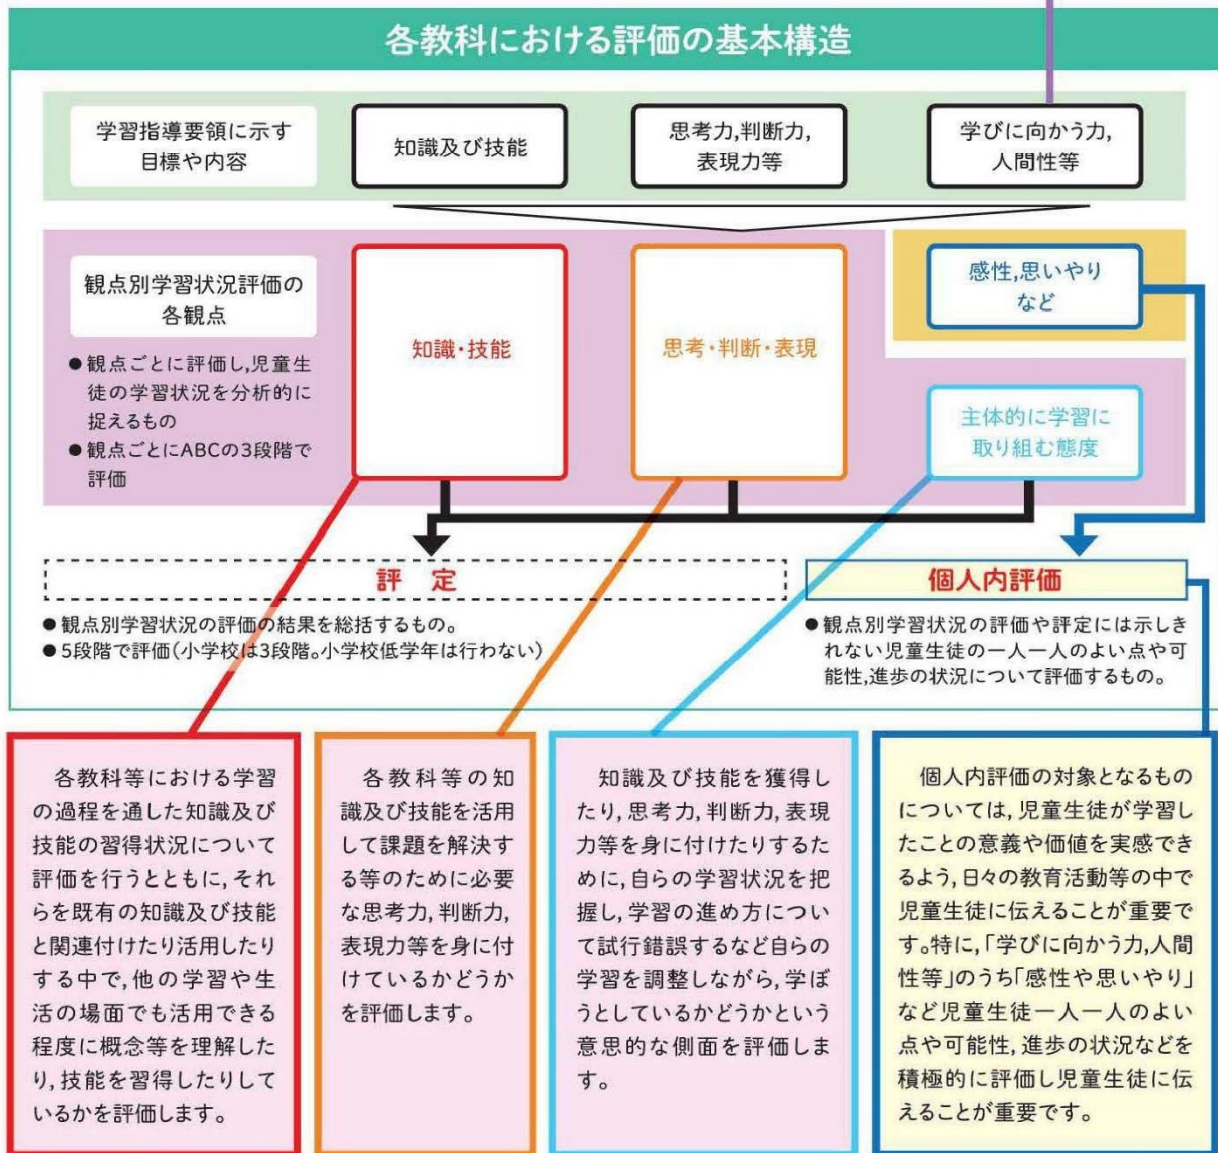 各教科における評価の基本構造
学習指導要領に示す
目標や内容
知識及び技能
思考力,判断力,
表現力等
学びに向かう力,
人間性等
観点別学習状況評価の
各観点
●観点ごとに評価し,児童生
徒の学習状況を分析的に
捉えるもの
●観点ごとにABCの3段階で
評価
知識・技能
思考・判断・表現
感性,思いやり
など
主体的に学習に
取り組む態度
評 定
●観点別学習状況の評価の結果を総括するもの。
●5段階で評価(小学校は3段階。小学校低学年は行わない)
個人内評価
●観点別学習状況の評価や評定には示しき
れない児童生徒の一人一人のよい点や可
能性,進歩の状況について評価するもの。
各教科等における学習
の過程を通した知識及び
技能の習得状況について
評価を行うとともに,それ
らを既有の知識及び技能
と関連付けたり活用したり
する中で,他の学習や生
活の場面でも活用できる
程度に概念等を理解した
り,技能を習得したりして
いるかを評価します。
各教科等の知
識及び技能を活用
して課題を解決す
る等のために必要
な思考力,判断力,
表現力等を身に付
けているかどうか
を評価します。
知識及び技能を獲得し
たり,思考力,判断力,表現
力等を身に付けたりするた
めに,自らの学習状況を把
握し,学習の進め方につい
て試行錯誤するなど自らの
学習を調整しながら,学ぼ
うとしているかどうかという
意思的な側面を評価しま
す。
個人内評価の対象となるもの
については,児童生徒が学習し
たことの意義や価値を実感でき
るよう,日々の教育活動等の中で
児童生徒に伝えることが重要で
す。特に,「学びに向かう力,人間
性等」のうち「感性や思いやり」
など児童生徒一人一人のよい
点や可能性,進歩の状況などを
積極的に評価し児童生徒に伝
えることが重要です。